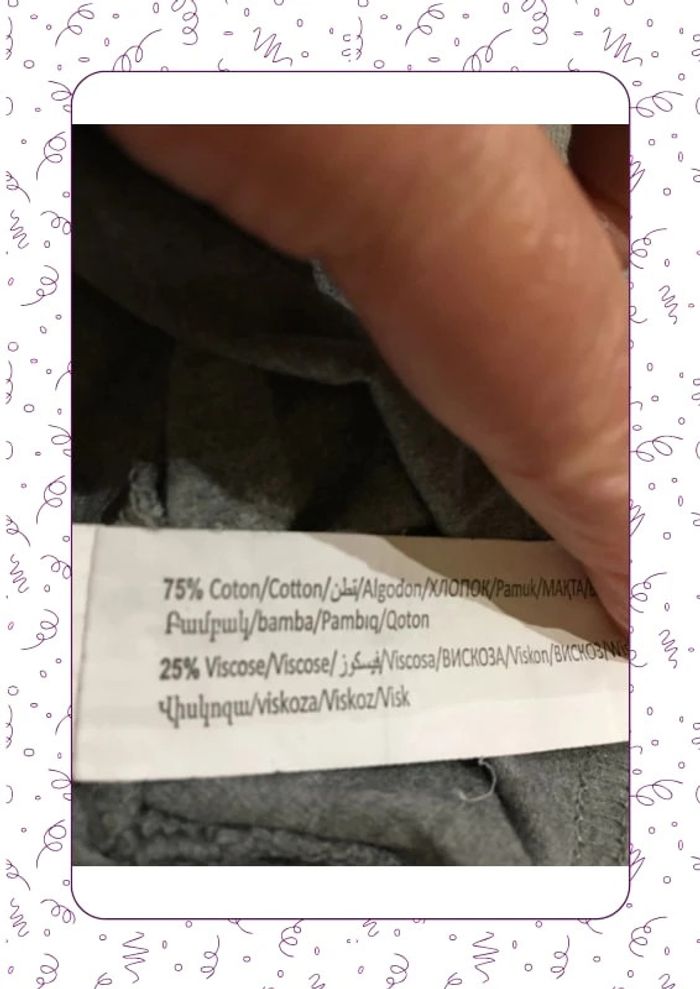 75% Coton/Cotton/قطن/Algodon/ХЛОПОК/Pamuk/МАҚТА/
Բամբակ/bamba/Pambıq/Qoton
25% Viscose/Viscose/فيسكوز/Viscosa/ВИСКОЗА/Viskon/ВИСКОЗ/
Վիսկոզա/viskoza/Viskoz/Visk